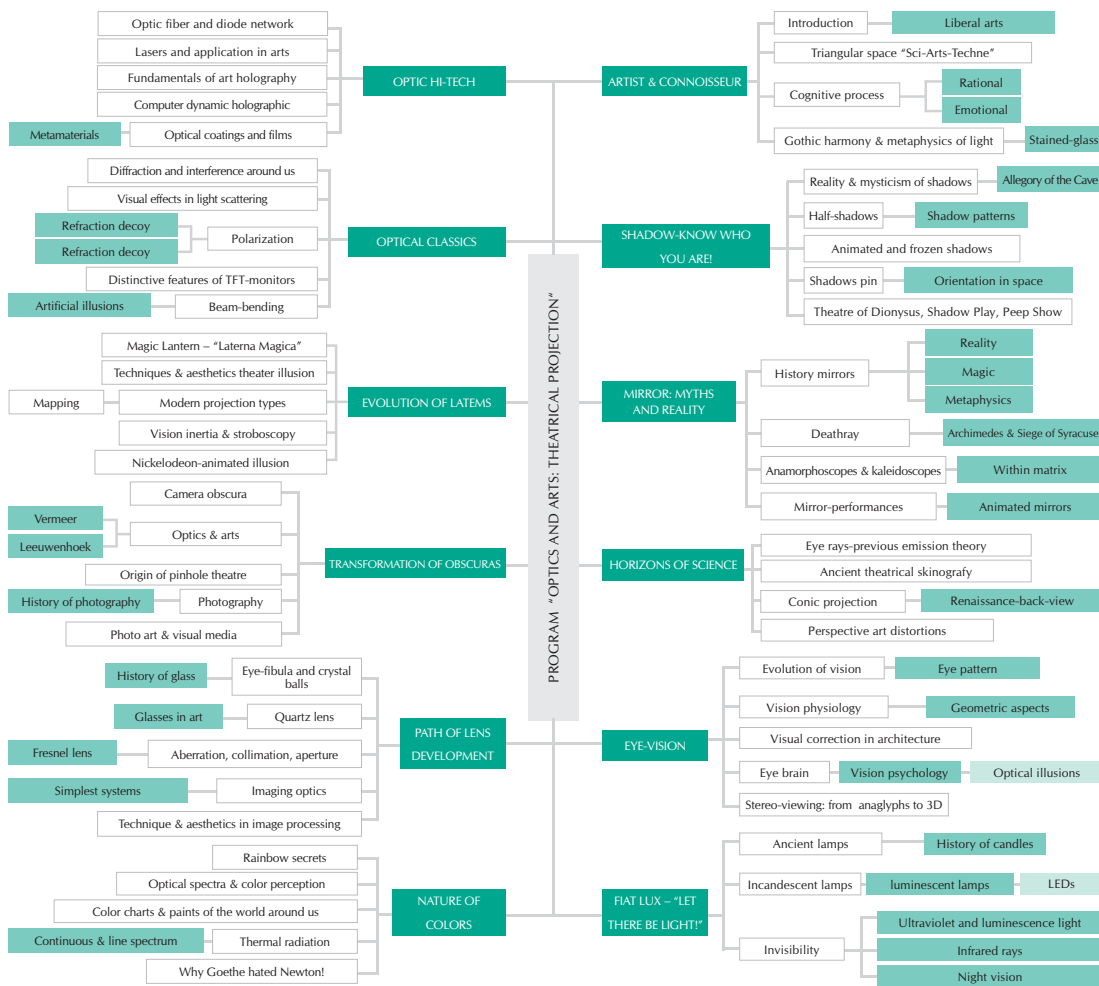 Optic fiber and diode network
Lasers and application in arts
Fundamentals of art holography
Computer dynamic holographic
Metamaterials
Optical coatings and films
OPTIC HI-TECH
Diffraction and interference around us
Visual effects in light scattering
Refraction decoy
Refraction decoy
Polarization
Distinctive features of TFT-monitors
Artificial illusions
Beam-bending
OPTICAL CLASSICS
Magic Lantern – “Laterna Magica”
Techniques & aesthetics theater illusion
Mapping
Modern projection types
Vision inertia & stroboscopy
Nickelodeon-animated illusion
EVOLUTION OF LATEMS
Camera obscura
Vermeer
Leeuwenhoek
Optics & arts
Origin of pinhole theatre
History of photography
Photography
Photo art & visual media
TRANSFORMATION OF OBSCURAS
History of glass
Eye-fibula and crystal
balls
Glasses in art
Quartz lens
Fresnel lens
Aberration, collimation, aperture
Simplest systems
Imaging optics
Technique & aesthetics in image processing
PATH OF LENS
DEVELOPMENT
Rainbow secrets
Optical spectra & color perception
Color charts & paints of the world around us
Continuous & line spectrum
Thermal radiation
Why Goethe hated Newton!
NATURE OF
COLORS
PROGRAM “OPTICS AND ARTS: THEATRICAL PROJECTION“
ARTIST & CONNOISSEUR
Introduction
Liberal arts
Triangular space “Sci-Arts-Techne”
Cognitive process
Rational
Emotional
Gothic harmony & metaphysics of light
Stained-glass
SHADOW-KNOW WHO
YOU ARE!
Reality & mysticism of shadows
Allegory of the Cave
Half-shadows
Shadow patterns
Animated and frozen shadows
Shadows pin
Orientation in space
Theatre of Dionysus, Shadow Play, Peep Show
MIRROR: MYTHS
AND REALITY
History mirrors
Reality
Magic
Metaphysics
Deathray
Archimedes & Siege of Syracuse
Anamorphoscopes & kaleidoscopes
Within matrix
Mirror-performances
Animated mirrors
HORIZONS OF SCIENCE
Eye rays-previous emission theory
Ancient theatrical skinografy
Conic projection
Renaissance-back-view
Perspective art distortions
EYE-VISION
Evolution of vision
Eye pattern
Vision physiology
Geometric aspects
Visual correction in architecture
Eye brain
Vision psychology
Optical illusions
Stereo-viewing: from anaglyphs to 3D
FIAT LUX – “LET
THERE BE LIGHT!”
Ancient lamps
History of candles
Incandescent lamps
luminescent lamps
LEDs
Invisibility
Ultraviolet and luminescence light
Infrared rays
Night vision